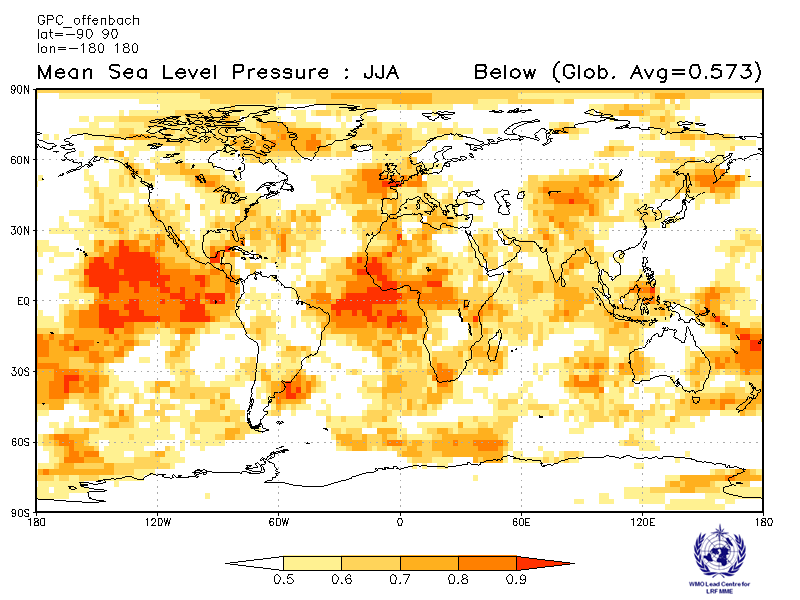 GPC_offenbach
lat=-90 90
lon=-180 180
Mean Sea Level Pressure : JJA Below (Glob. Avg=0.573)
90N
60N
30N
EQ
30S
60S
90S
180 120W 60W 0 60E 120E 180
0.5 0.6 0.7 0.8 0.9
WMO Lead Centre for
LRF MME